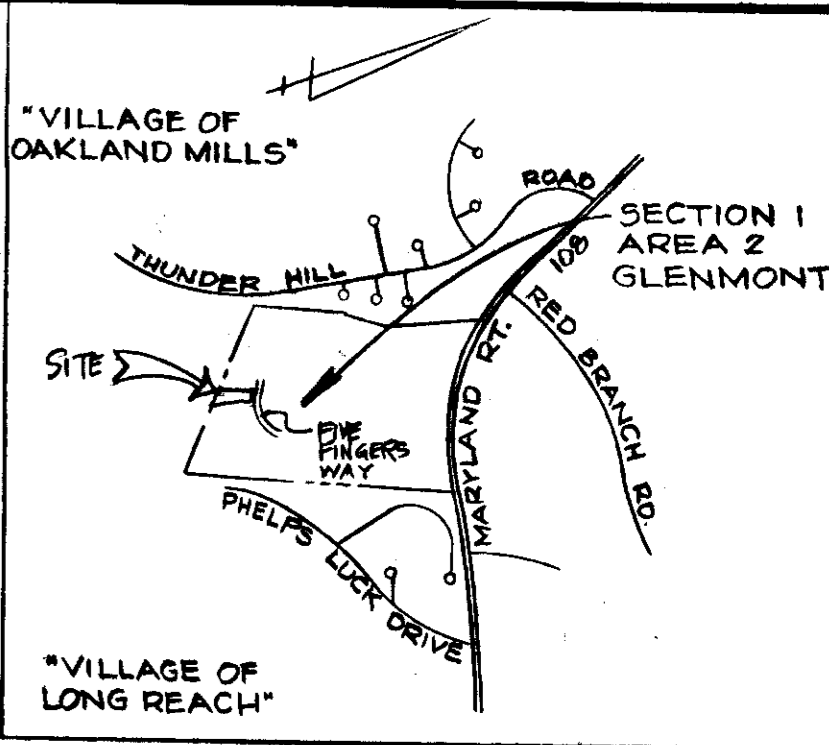 "VILLAGE OF
OAKLAND MILLS"
ROAD
SECTION 1
AREA 2
GLENMONT
THUNDER HILL
108
RED BRANCH RD.
MARYLAND RT.
SITE
FIVE
FINGERS
WAY
PHELPS LUCK DRIVE
"VILLAGE OF
LONG REACH"